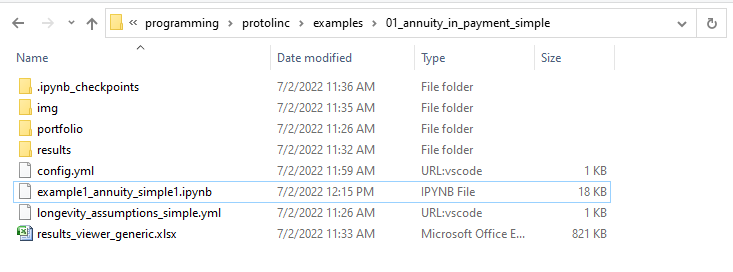 « programming › protolinc › examples › 01_annuity_in_payment_simple
Name Date modified Type Size
.ipynb_checkpoints 7/2/2022 11:36 AM File folder
img 7/2/2022 11:35 AM File folder
portfolio 7/2/2022 11:26 AM File folder
results 7/2/2022 11:32 AM File folder
config.yml 7/2/2022 11:59 AM URL:vscode 1 KB
example1_annuity_simple1.ipynb 7/2/2022 12:15 PM IPYNB File 18 KB
longevity_assumptions_simple.yml 7/2/2022 11:26 AM URL:vscode 1 KB
results_viewer_generic.xlsx 7/2/2022 11:33 AM Microsoft Office E... 821 KB